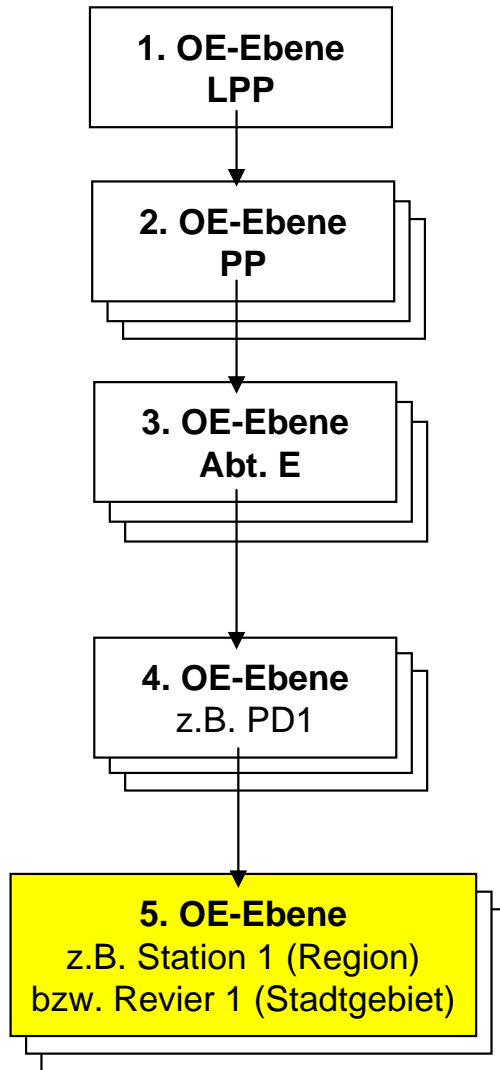 1. OE-Ebene
LPP
2. OE-Ebene
PP
3. OE-Ebene
Abt. E
4. OE-Ebene
z.B. PD1
5. OE-Ebene
z.B. Station 1 (Region)
bzw. Revier 1 (Stadtgebiet)